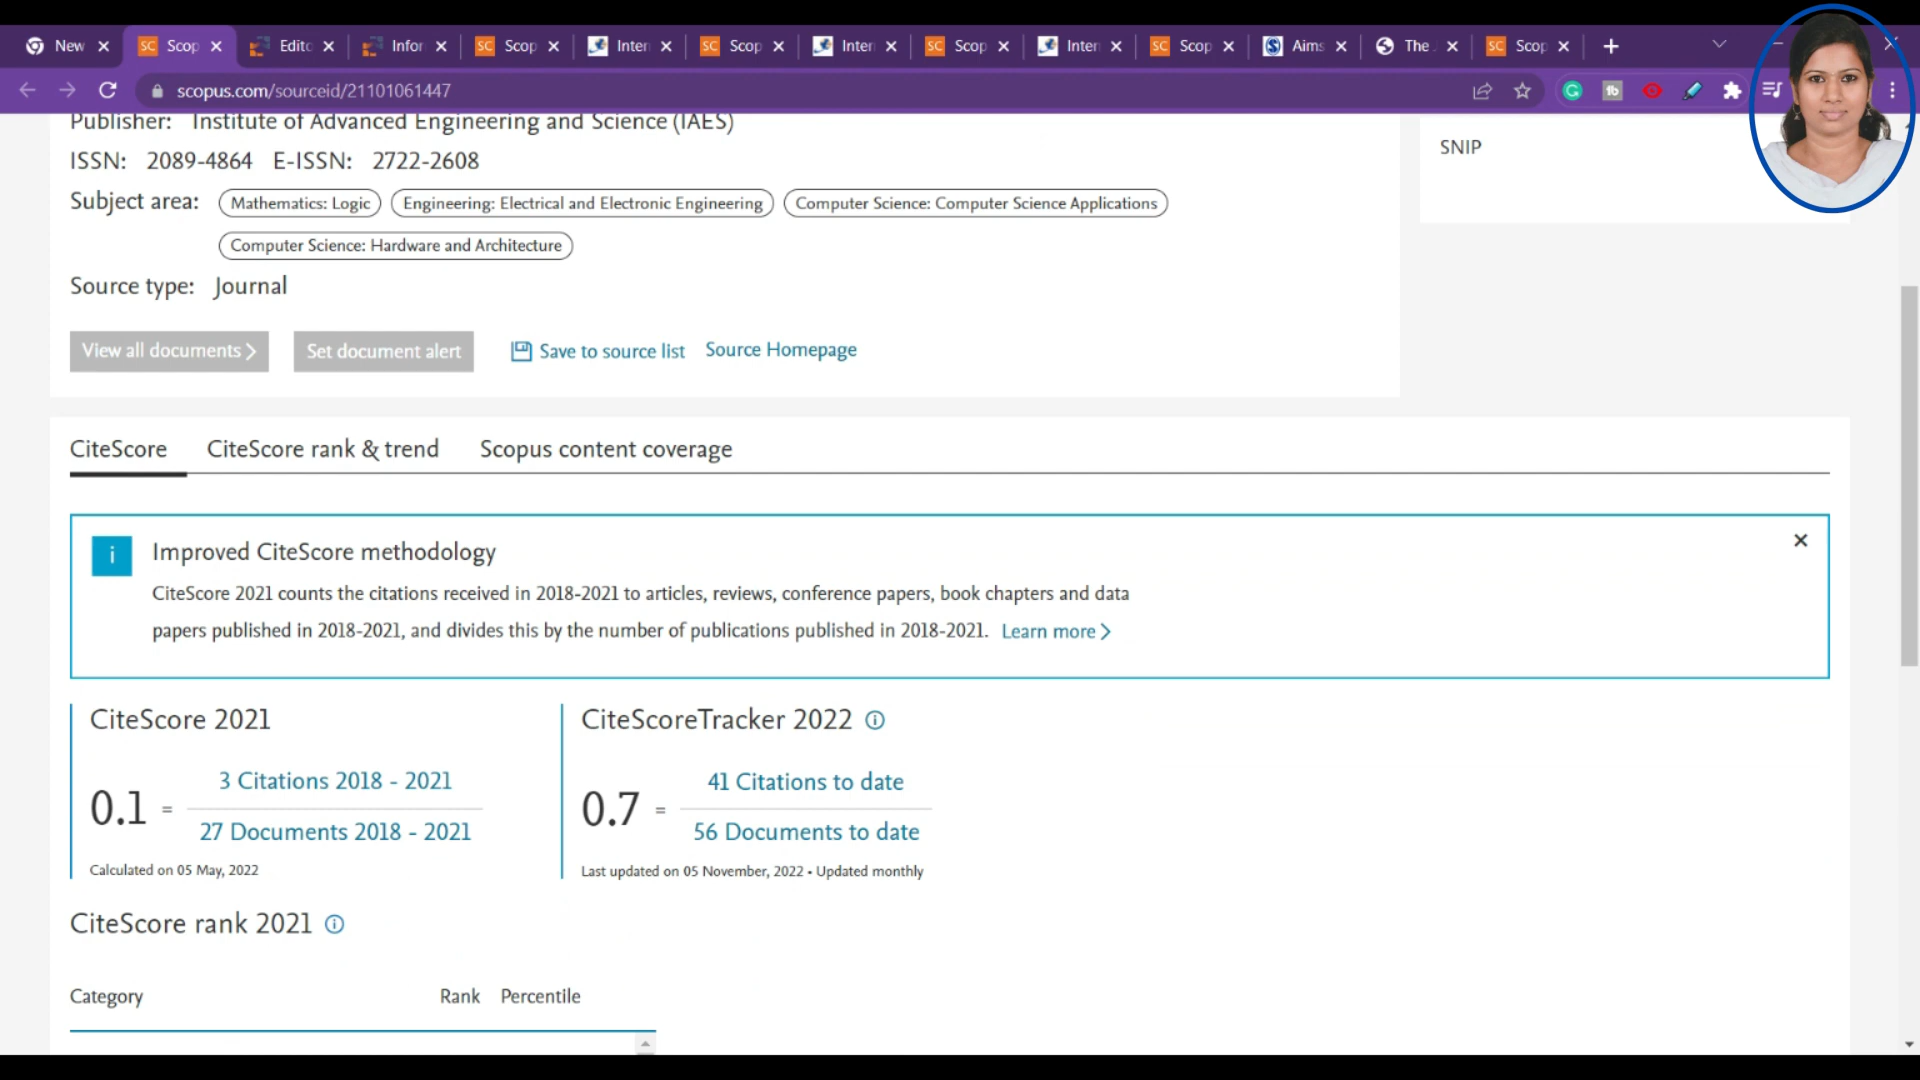 New
Scop
Edito
Infor
Scop
Inter
Scop
Inter
Scop
Inter
Scop
Aims
The J
Scop
scopus.com/sourceid/21101061447
Publisher: Institute of Advanced Engineering and Science (IAES)
ISSN: 2089-4864 E-ISSN: 2722-2608
Subject area: Mathematics: Logic Engineering: Electrical and Electronic Engineering Computer Science: Computer Science Applications
Computer Science: Hardware and Architecture
Source type: Journal
View all documents Set document alert Save to source list Source Homepage
SNIP
CiteScore CiteScore rank & trend Scopus content coverage
i Improved CiteScore methodology
CiteScore 2021 counts the citations received in 2018-2021 to articles, reviews, conference papers, book chapters and data
papers published in 2018-2021, and divides this by the number of publications published in 2018-2021. Learn more
CiteScore 2021
3 Citations 2018 - 2021
0.1 =
27 Documents 2018 - 2021
Calculated on 05 May, 2022
CiteScoreTracker 2022
41 Citations to date
0.7 =
56 Documents to date
Last updated on 05 November, 2022 • Updated monthly
CiteScore rank 2021
Category Rank Percentile